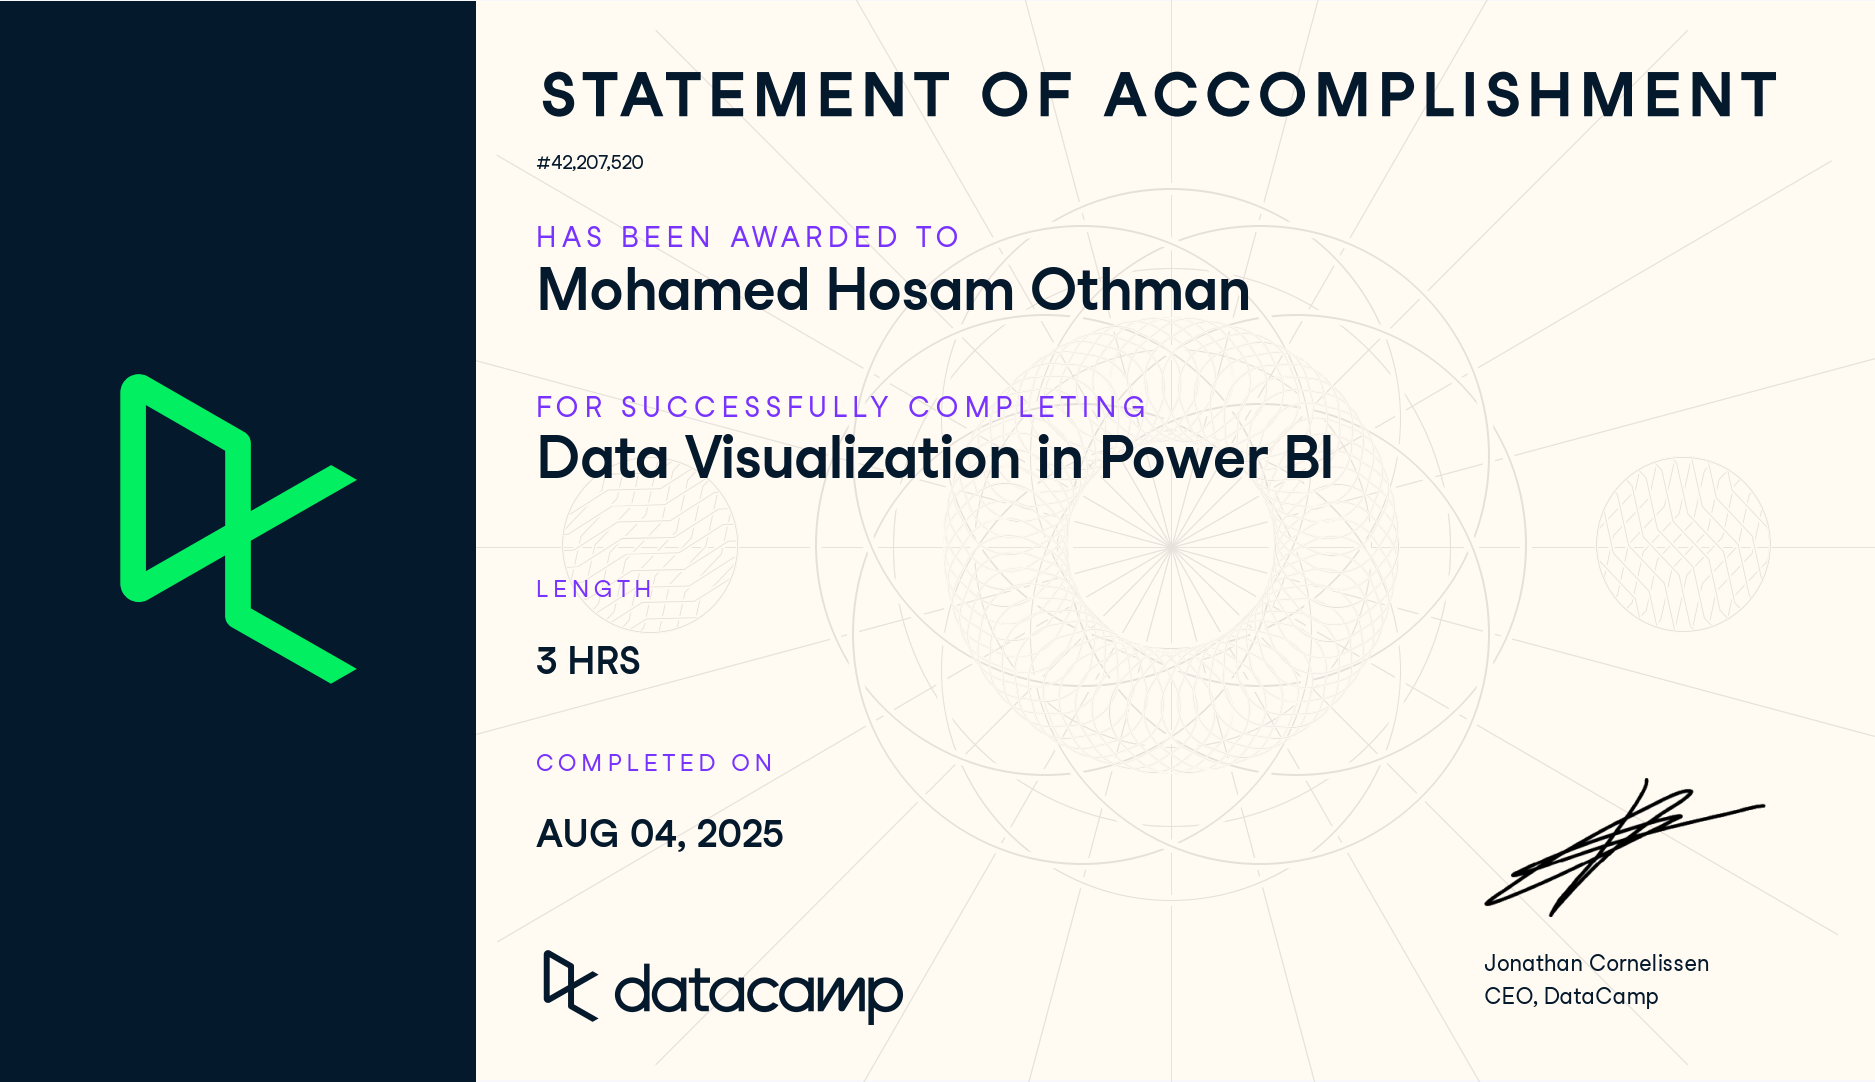 STATEMENT OF ACCOMPLISHMENT
#42,207,520
HAS BEEN AWARDED TO
Mohamed Hosam Othman
FOR SUCCESSFULLY COMPLETING
Data Visualization in Power BI
LENGTH
3 HRS
COMPLETED ON
AUG 04, 2025
datacamp
Jonathan Cornelissen
CEO, DataCamp